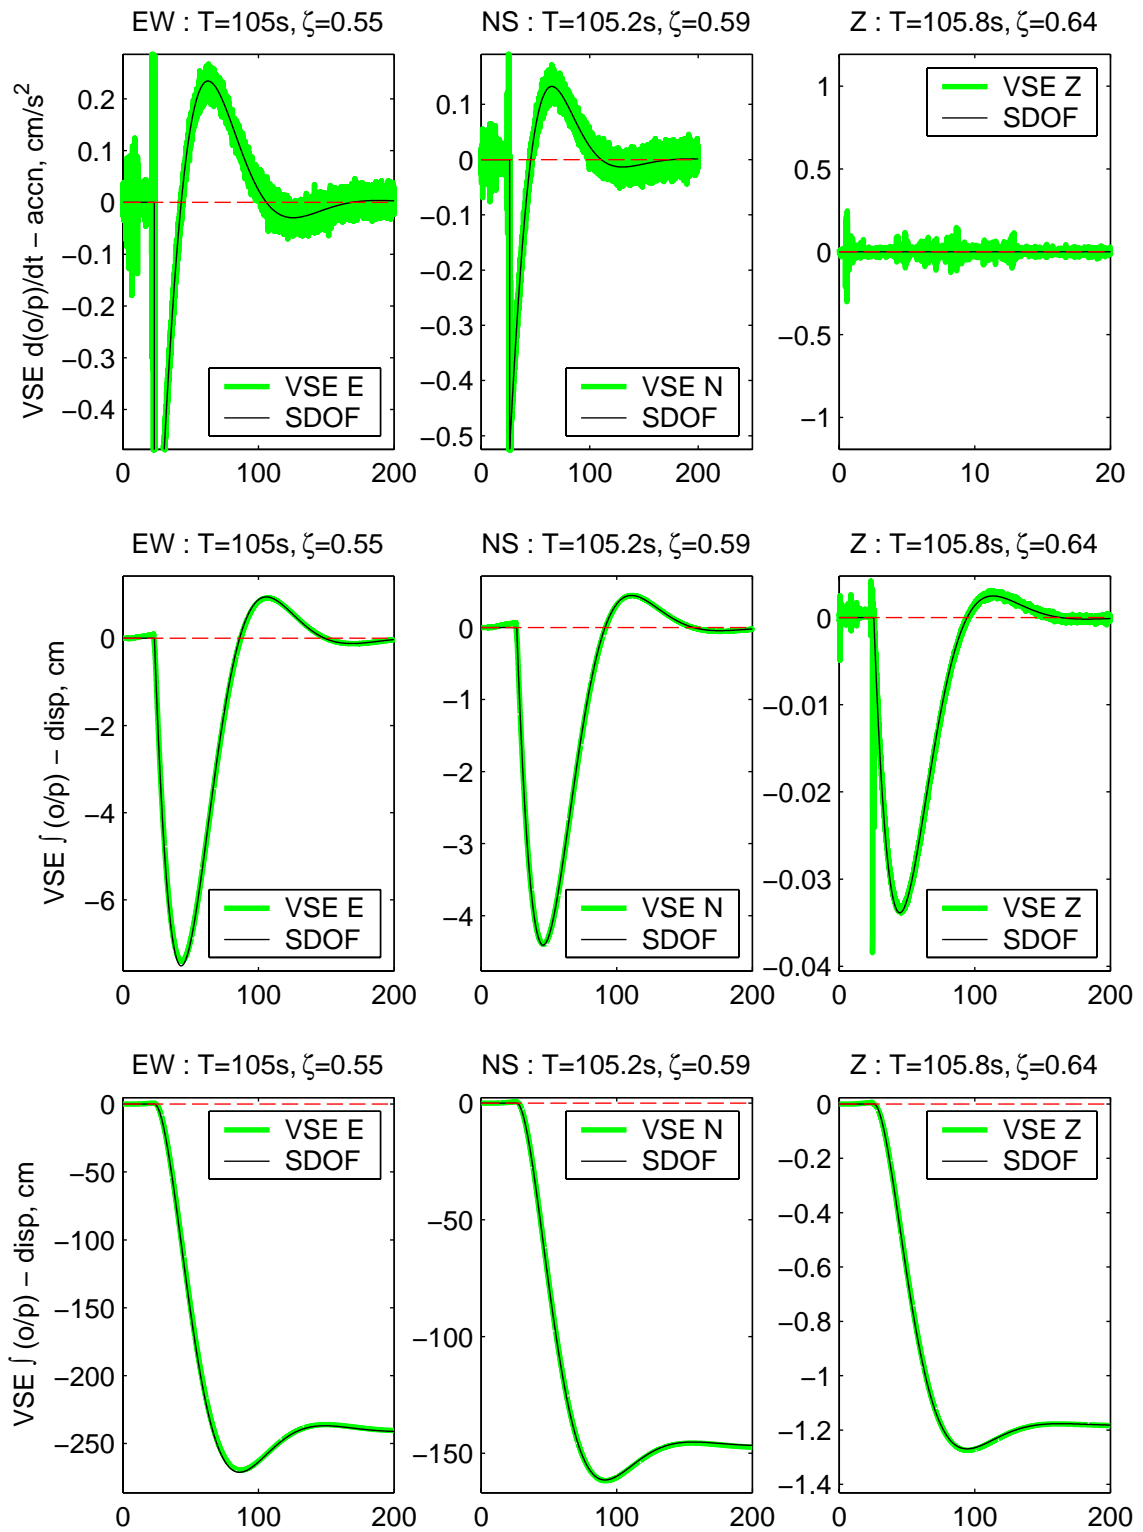 EW : T=105s, ζ=0.55
NS : T=105.2s, ζ=0.59
Z : T=105.8s, ζ=0.64
VSE d(o/p)/dt − accn, cm/s²
0.2
0.1
0
−0.1
−0.2
−0.3
−0.4
VSE E
SDOF
0
100
200
0.1
0
−0.1
−0.2
−0.3
−0.4
−0.5
VSE N
SDOF
0
50
100
1
0.5
0
−0.5
−1
VSE Z
SDOF
0
10
20
EW : T=105s, ζ=0.55
NS : T=105.2s, ζ=0.59
Z : T=105.8s, ζ=0.64
VSE ∫ (o/p) − disp, cm
0
−2
−4
−6
VSE E
SDOF
0
100
200
0
−1
−2
−3
−4
VSE N
SDOF
0
100
200
0
−0.01
−0.02
−0.03
−0.04
VSE Z
SDOF
0
100
200
EW : T=105s, ζ=0.55
NS : T=105.2s, ζ=0.59
Z : T=105.8s, ζ=0.64
VSE ∫ (o/p) − disp, cm
0
−50
−100
−150
−200
−250
VSE E
SDOF
0
100
200
0
−50
−100
−150
VSE N
SDOF
0
100
200
0
−0.2
−0.4
−0.6
−0.8
−1
−1.2
−1.4
VSE Z
SDOF
0
100
200